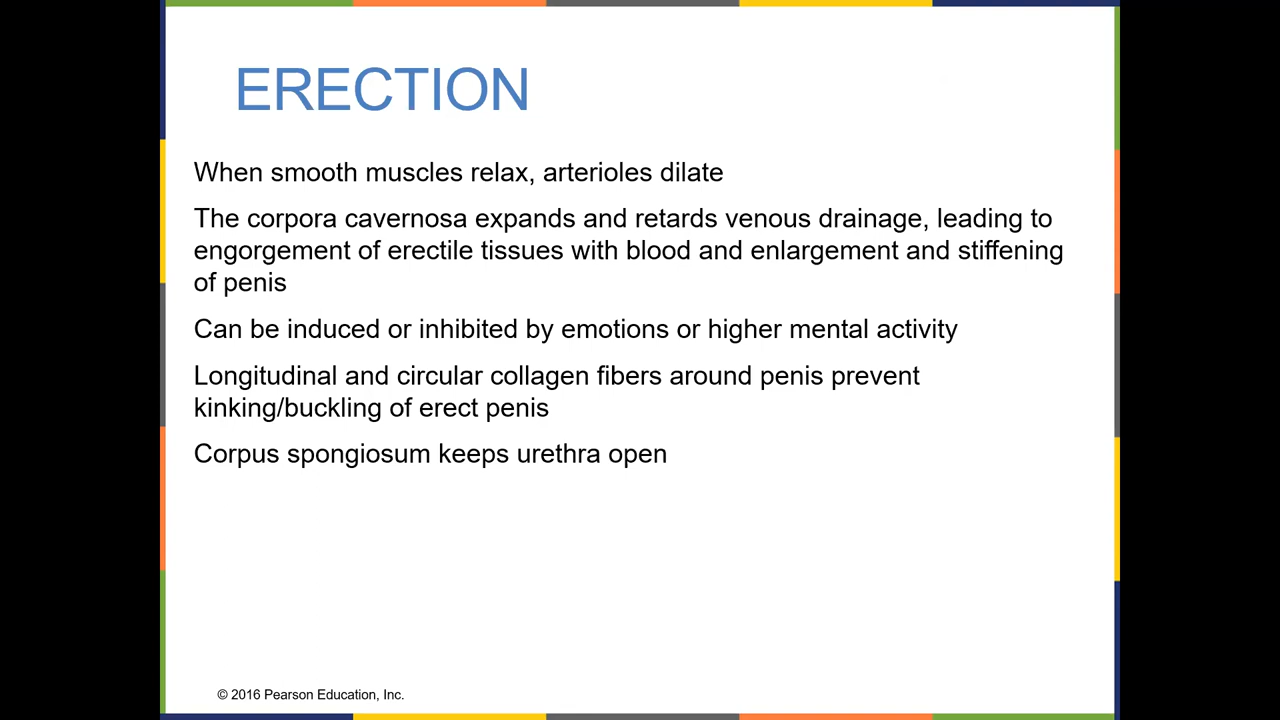 ERECTION
When smooth muscles relax, arterioles dilate
The corpora cavernosa expands and retards venous drainage, leading to
engorgement of erectile tissues with blood and enlargement and stiffening
of penis
Can be induced or inhibited by emotions or higher mental activity
Longitudinal and circular collagen fibers around penis prevent
kinking/buckling of erect penis
Corpus spongiosum keeps urethra open
© 2016 Pearson Education, Inc.